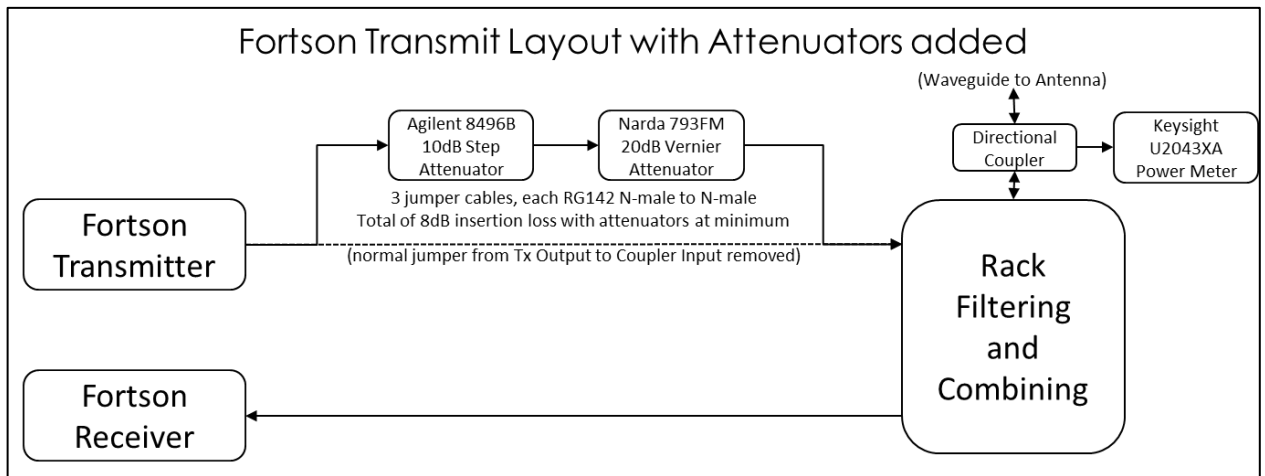 Fortson Transmit Layout with Attenuators added
(Waveguide to Antenna)
Agilent 8496B
10dB Step
Attenuator
Narda 793FM
20dB Vernier
Attenuator
Directional
Coupler
Keysight
U2043XA
Power Meter
3 jumper cables, each RG142 N-male to N-male
Total of 8dB insertion loss with attenuators at minimum
Fortson
Transmitter
(normal jumper from Tx Output to Coupler Input removed)
Rack
Filtering
and
Combining
Fortson
Receiver